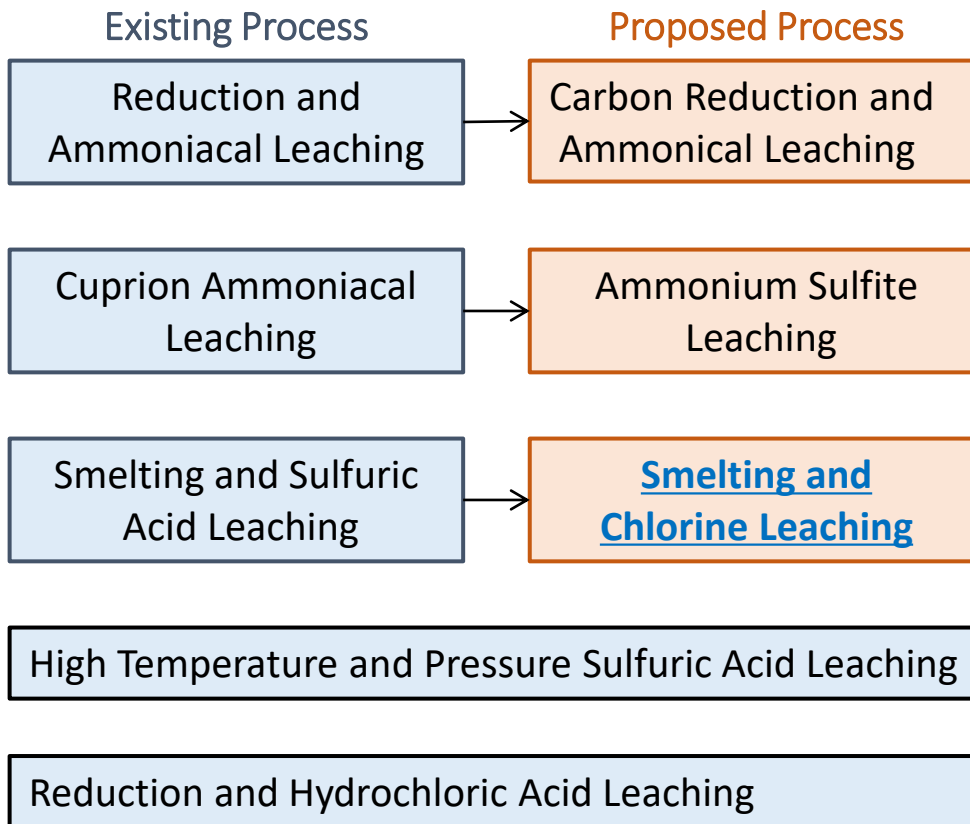 Existing Process
Proposed Process
Reduction and
Ammoniacal Leaching
Carbon Reduction and
Ammonical Leaching
Cuprion Ammoniacal
Leaching
Ammonium Sulfite
Leaching
Smelting and Sulfuric
Acid Leaching
Smelting and
Chlorine Leaching
High Temperature and Pressure Sulfuric Acid Leaching
Reduction and Hydrochloric Acid Leaching